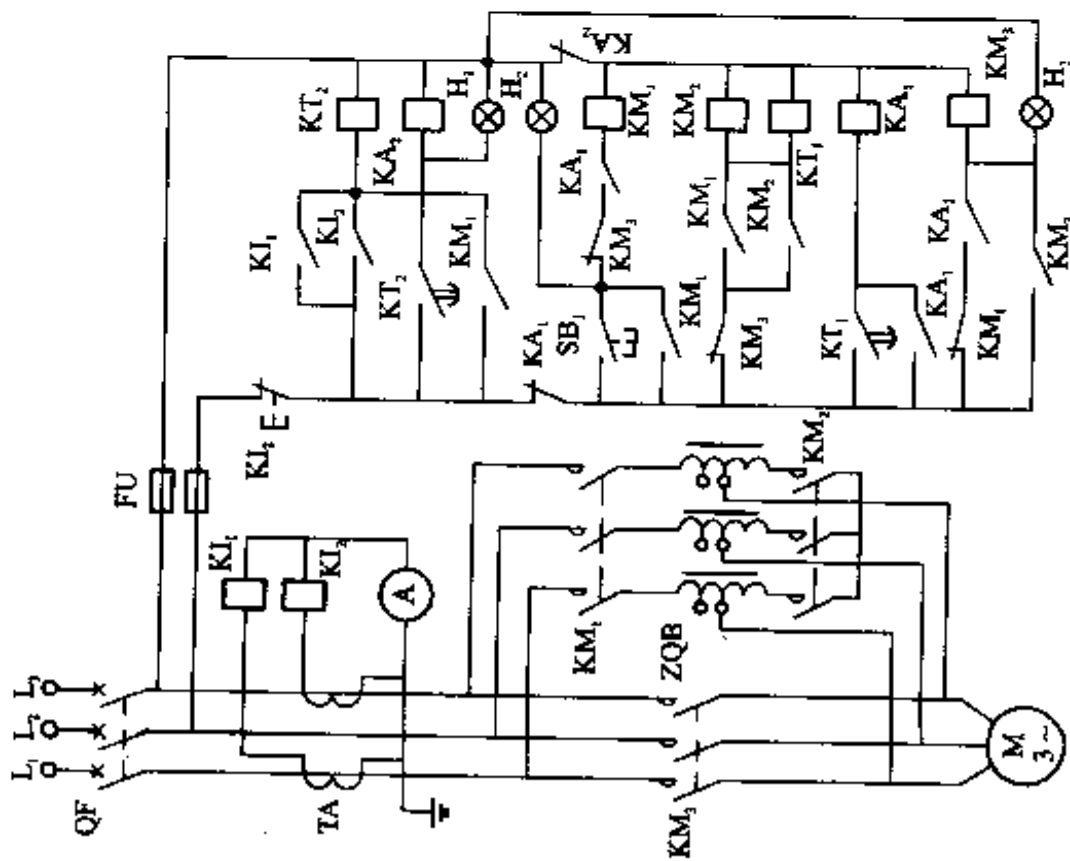 L₁
L₂
L₃
QF
FU
KI₁
KI₂
A
TA
KI₂
KM₁
ZQB
KM₂
KM₃
M
3~
KT₂
KA₂
H₁
H₂
KA₂
KI₁
KI₂
KT₂
KM₁
KA₁
SB₁
KM₁
KA₁
KM₃
KM₁
KM₂
KM₁
KM₂
KT₁
KM₃
KA₁
KT₁
KA₁
KA₁
KM₁
KM₃
H₃